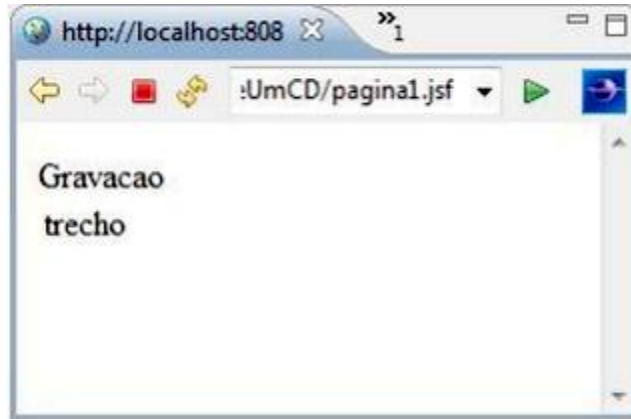 http://localhost:808
»1
:UmCD/pagina1.jsf
Gravacao
trecho